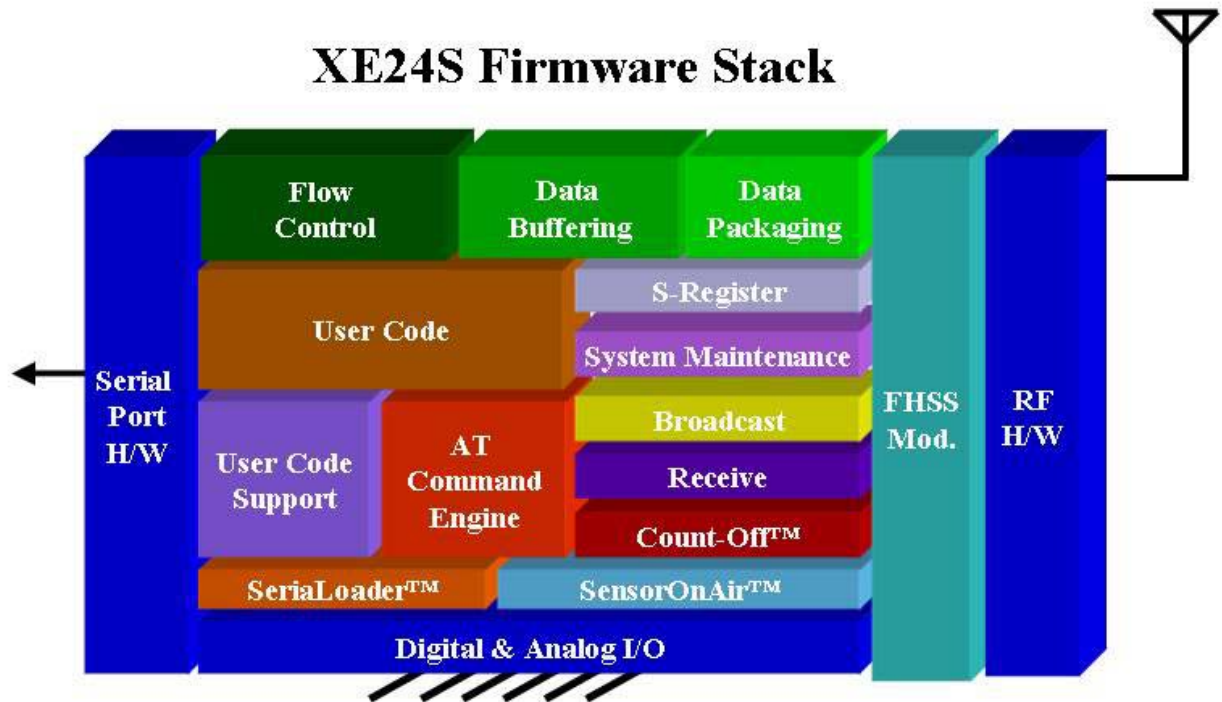 XE24S Firmware Stack
Flow
Control
Data
Buffering
Data
Packaging
S-Register
User Code
System Maintenance
Serial
Port
H/W
Broadcast
FHSS
Mod.
RF
H/W
User Code
Support
AT
Command
Engine
Receive
Count-Off™
SeriaLoader™
SensorOnAir™
Digital & Analog I/O